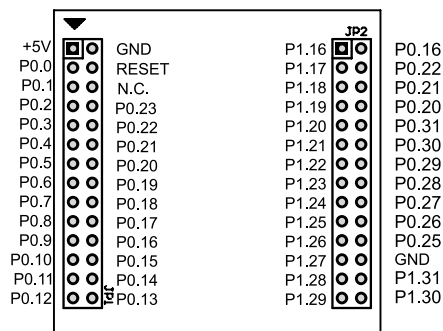 JP2
+5V GND P1.16 P0.16
P0.0 RESET P1.17 P0.22
P0.1 N.C. P1.18 P0.21
P0.2 P0.23 P1.19 P0.20
P0.3 P0.22 P1.20 P0.31
P0.4 P0.21 P1.21 P0.30
P0.5 P0.20 P1.22 P0.29
P0.6 P0.19 P1.23 P0.28
P0.7 P0.18 P1.24 P0.27
P0.8 P0.17 P1.25 P0.26
P0.9 P0.16 P1.26 P0.25
P0.10 P0.15 P1.27 GND
P0.11 P0.14 P1.28 P1.31
P0.12 P0.13 P1.29 P1.30
JP1